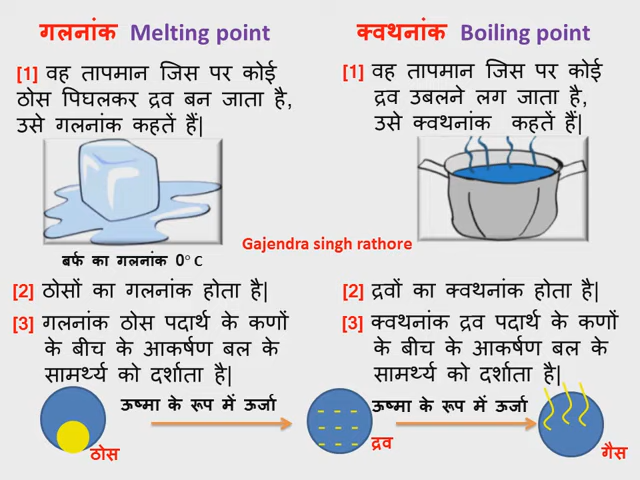 गलनांक Melting point
[1] वह तापमान जिस पर कोई
ठोस पिघलकर द्रव बन जाता है,
उसे गलनांक कहतें हैं|
बर्फ का गलनांक 0° C
[2] ठोसों का गलनांक होता है|
[3] गलनांक ठोस पदार्थ के कणों
के बीच के आकर्षण बल के
सामर्थ्य को दर्शाता है|
क्वथनांक Boiling point
[1] वह तापमान जिस पर कोई
द्रव उबलने लग जाता है,
उसे क्वथनांक कहतें हैं|
Gajendra singh rathore
[2] द्रवों का क्वथनांक होता है|
[3] क्वथनांक द्रव पदार्थ के कणों
के बीच के आकर्षण बल के
सामर्थ्य को दर्शाता है|
ऊष्मा के रूप में ऊर्जा
ऊष्मा के रूप में ऊर्जा
ठोस
द्रव
गैस